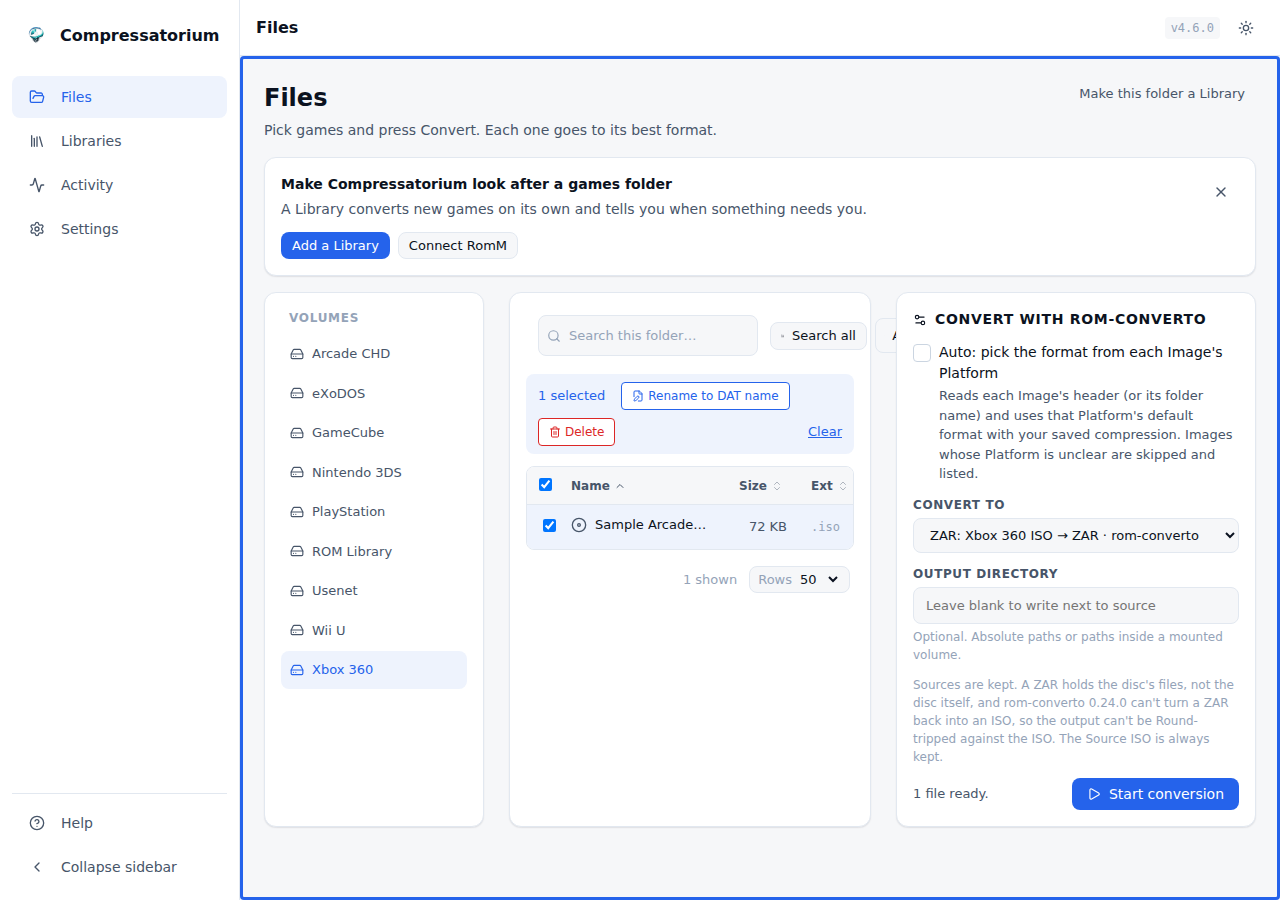 Compressatorium
Files
v4.6.0
Files
Libraries
Activity
Settings
Help
Collapse sidebar
Files
Make this folder a Library
Pick games and press Convert. Each one goes to its best format.
Make Compressatorium look after a games folder
A Library converts new games on its own and tells you when something needs you.
Add a Library
Connect RomM
VOLUMES
Arcade CHD
eXoDOS
GameCube
Nintendo 3DS
PlayStation
ROM Library
Usenet
Wii U
Xbox 360
Search this folder…
Search all
1 selected
Rename to DAT name
Delete
Clear
Name
Size
Ext
Sample Arcade…
72 KB
.iso
1 shown
Rows 50
CONVERT WITH ROM-CONVERTO
Auto: pick the format from each Image's
Platform
Reads each Image's header (or its folder
name) and uses that Platform's default
format with your saved compression. Images
whose Platform is unclear are skipped and
listed.
CONVERT TO
ZAR: Xbox 360 ISO → ZAR · rom-converto
OUTPUT DIRECTORY
Leave blank to write next to source
Optional. Absolute paths or paths inside a mounted
volume.
Sources are kept. A ZAR holds the disc's files, not the
disc itself, and rom-converto 0.24.0 can't turn a ZAR
back into an ISO, so the output can't be Round-
tripped against the ISO. The Source ISO is always
kept.
1 file ready.
Start conversion